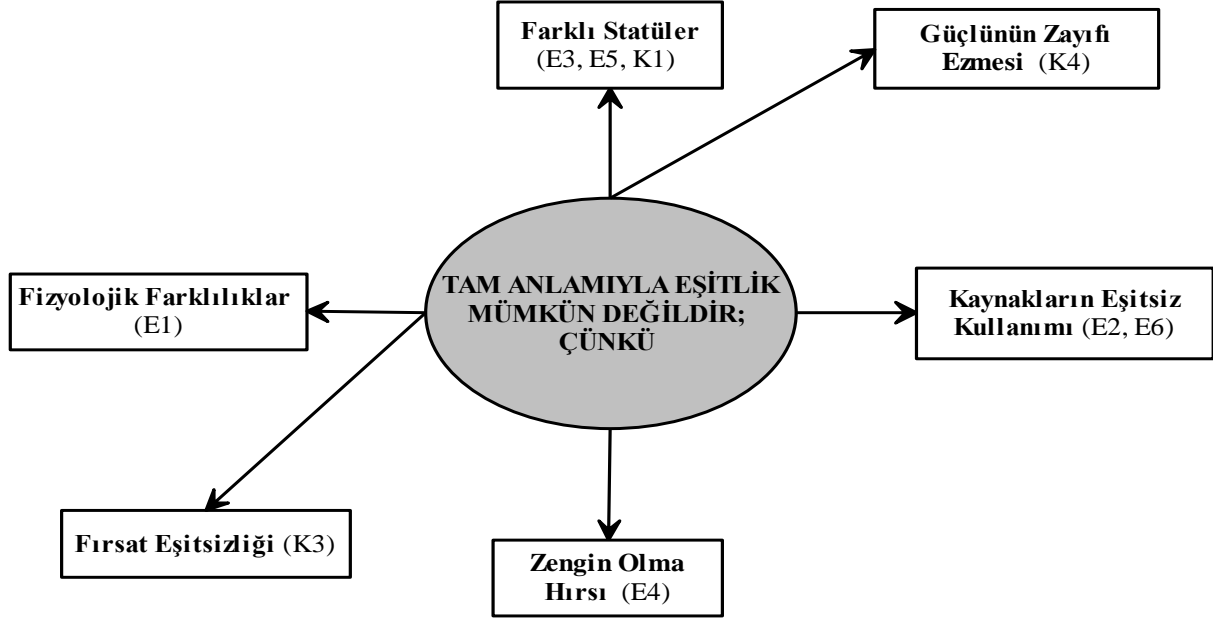 Farklı Statüler
(E3, E5, K1)
Güçlünün Zayıfı
Ezmesi (K4)
TAM ANLAMIYLA EŞİTLİK
MÜMKÜN DEĞİLDİR;
ÇÜNKÜ
Fizyolojik Farklılıklar
(E1)
Kaynakların Eşitsiz
Kullanımı (E2, E6)
Fırsat Eşitsizliği (K3)
Zengin Olma
Hırsı (E4)